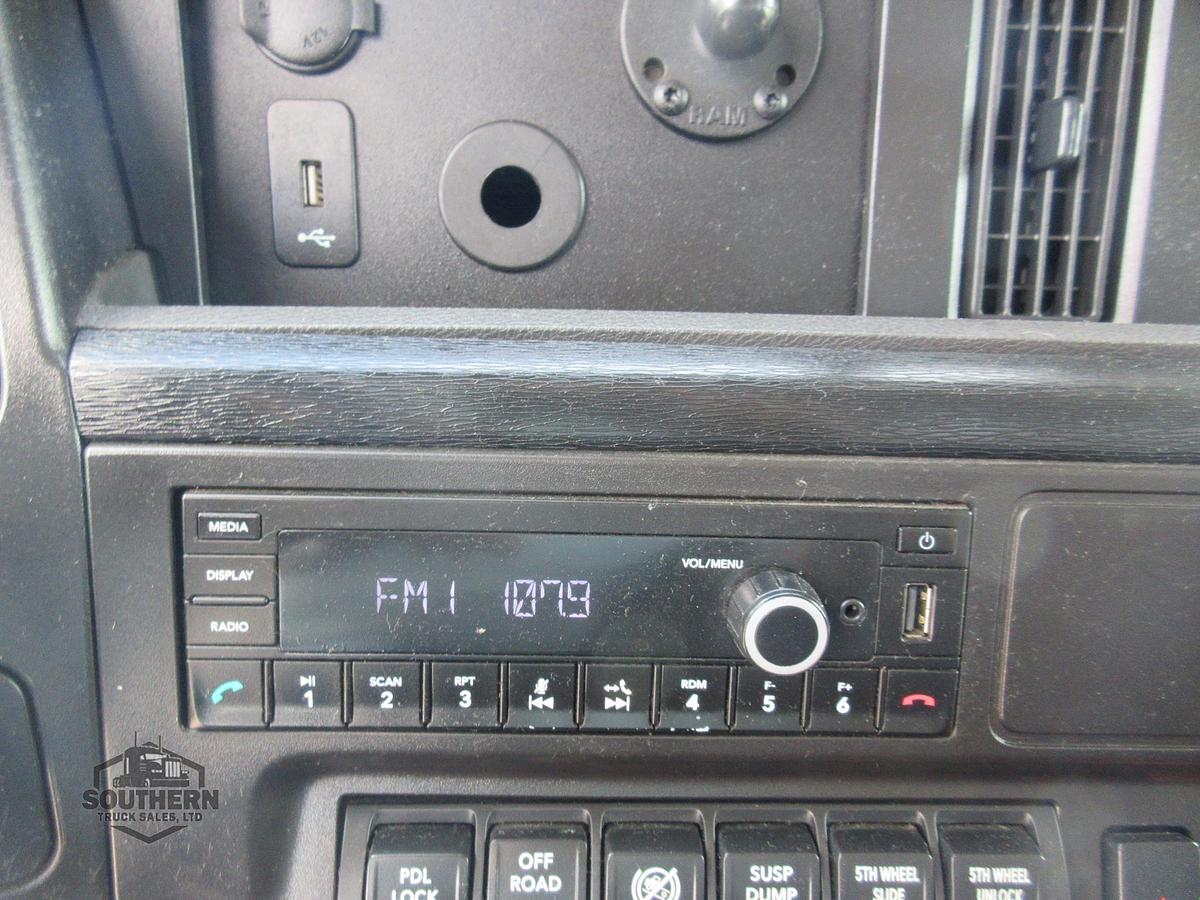 12V
RAM
MEDIA
DISPLAY
RADIO
VOL/MENU
FM1 107.9
1
SCAN
2
RPT
3
RDM
4
F-
5
F+
6
SOUTHERN
TRUCK SALES, LTD
PDL
LOCK
OFF
ROAD
SUSP
DUMP
5TH WHEEL
SLIDE
5TH WHEEL
UNLOCK